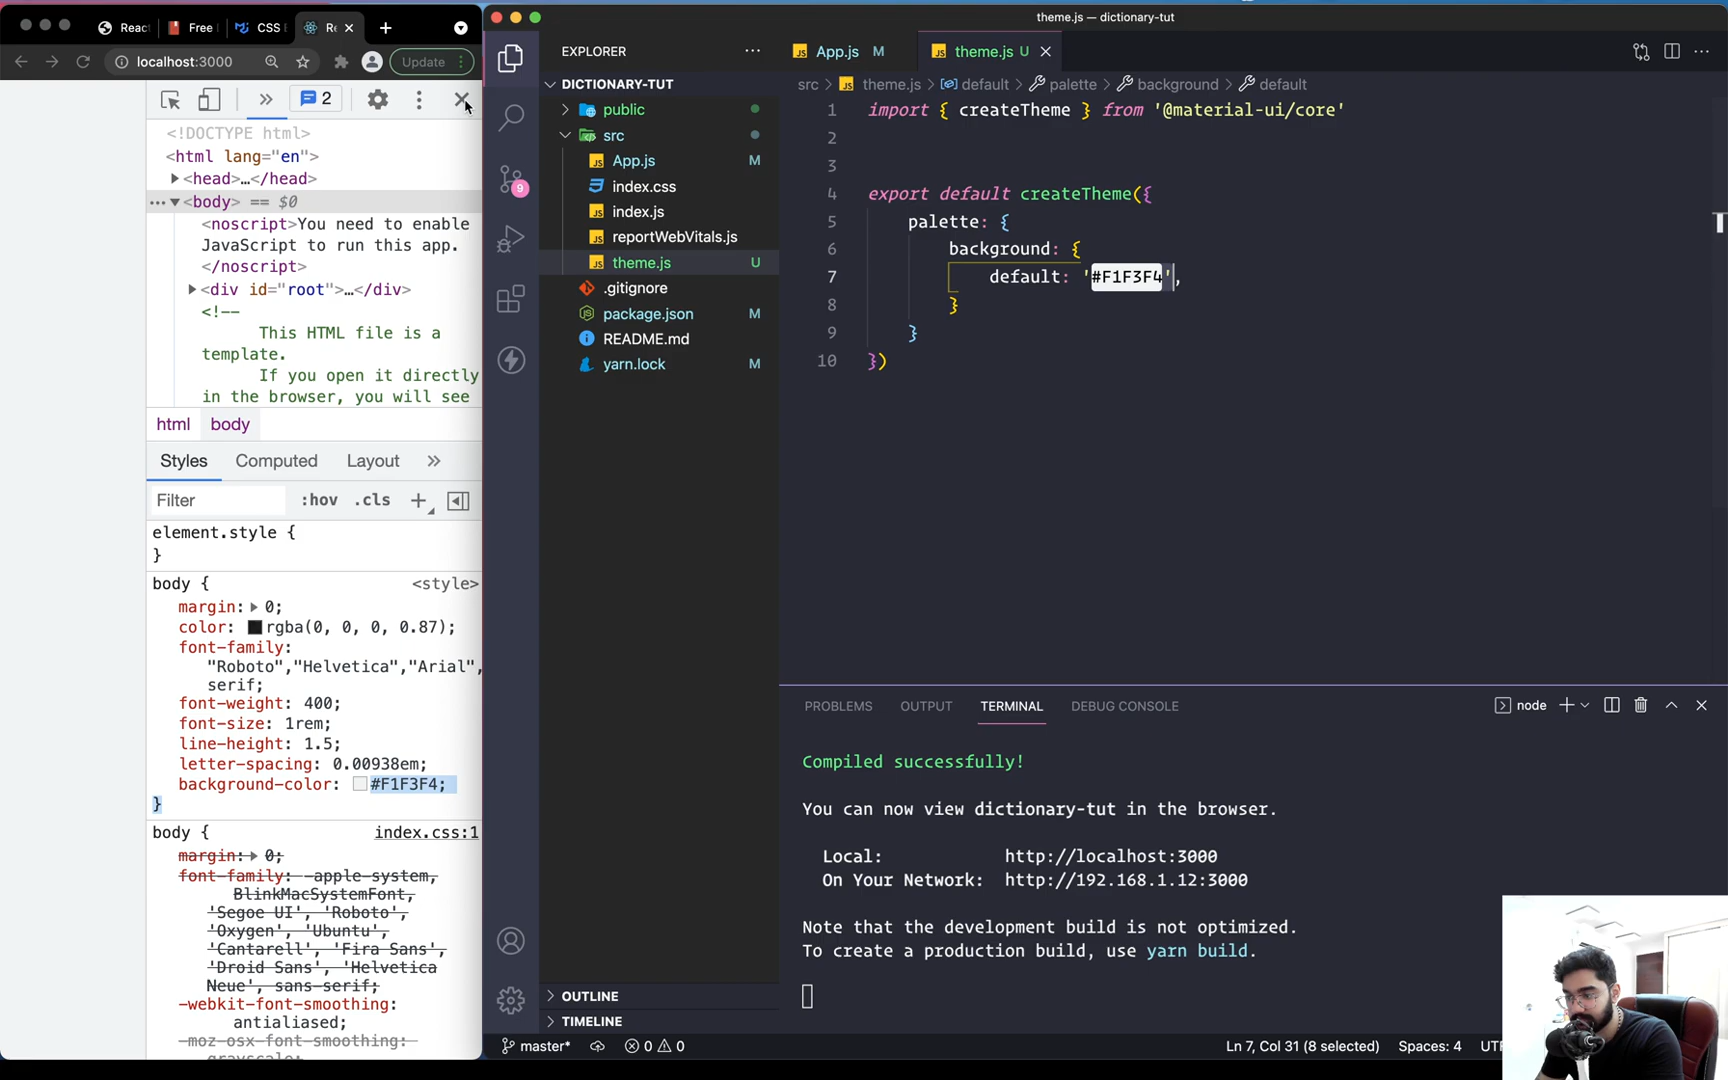 React
Free
CSS
Re
localhost:3000
Update
2
<!DOCTYPE html>
<html lang="en">
<head>…</head>
<body> == $0
<noscript>You need to enable
JavaScript to run this app.
</noscript>
<div id="root">…</div>
<!--
This HTML file is a
template.
If you open it directly
in the browser, you will see
html body
Styles Computed Layout
Filter :hov .cls
element.style {
}
body { <style>
margin: 0;
color: rgba(0, 0, 0, 0.87);
font-family:
"Roboto","Helvetica","Arial",
serif;
font-weight: 400;
font-size: 1rem;
line-height: 1.5;
letter-spacing: 0.00938em;
background-color: #F1F3F4;
}
body { index.css:1
margin: 0;
font-family: -apple-system,
BlinkMacSystemFont,
'Segoe UI', 'Roboto',
'Oxygen', 'Ubuntu',
'Cantarell', 'Fira Sans',
'Droid Sans', 'Helvetica
Neue', sans-serif;
-webkit-font-smoothing:
antialiased;
-moz-osx-font-smoothing:
grayscale;
theme.js — dictionary-tut
EXPLORER
DICTIONARY-TUT
public
src
App.js M
index.css
index.js
reportWebVitals.js
theme.js U
.gitignore
package.json M
README.md
yarn.lock M
OUTLINE
TIMELINE
9
App.js M
theme.js U
src theme.js default palette background default
1 import { createTheme } from '@material-ui/core'
2
3
4 export default createTheme({
5 palette: {
6 background: {
7 default: '#F1F3F4',
8 }
9 }
10 })
PROBLEMS OUTPUT TERMINAL DEBUG CONSOLE
node
Compiled successfully!
You can now view dictionary-tut in the browser.
Local: http://localhost:3000
On Your Network: http://192.168.1.12:3000
Note that the development build is not optimized.
To create a production build, use yarn build.
master* 0 0
Ln 7, Col 31 (8 selected) Spaces: 4